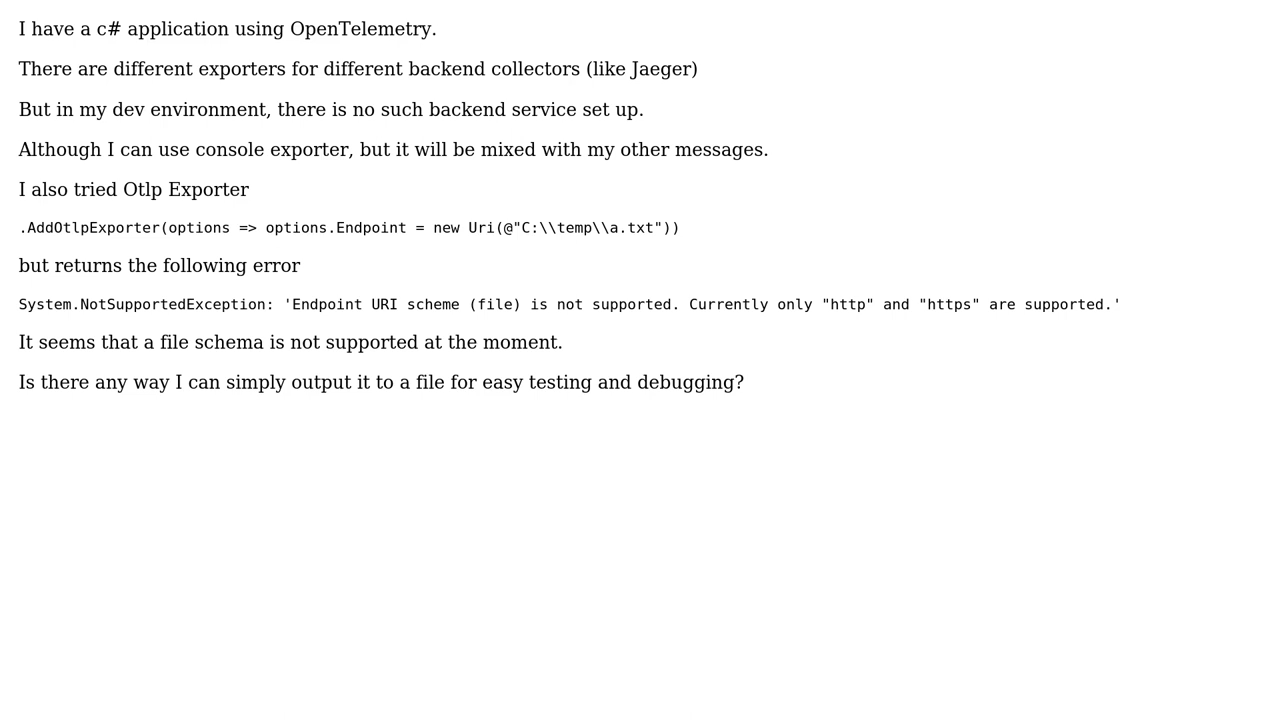 I have a c# application using OpenTelemetry.
There are different exporters for different backend collectors (like Jaeger)
But in my dev environment, there is no such backend service set up.
Although I can use console exporter, but it will be mixed with my other messages.
I also tried Otlp Exporter
.AddOtlpExporter(options => options.Endpoint = new Uri(@"C:\\temp\\a.txt"))
but returns the following error
System.NotSupportedException: 'Endpoint URI scheme (file) is not supported. Currently only "http" and "https" are supported.'
It seems that a file schema is not supported at the moment.
Is there any way I can simply output it to a file for easy testing and debugging?